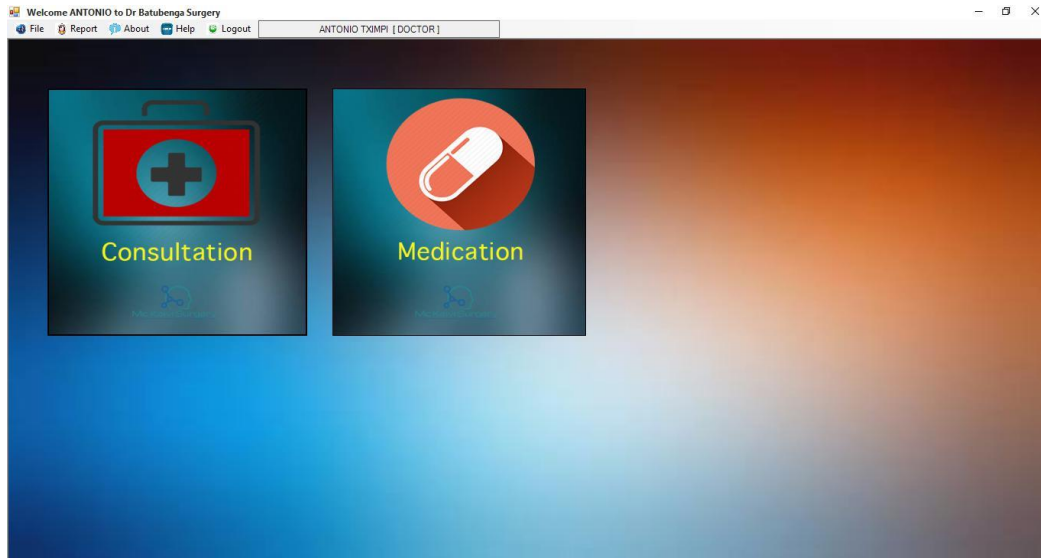 Welcome ANTONIO to Dr Batubenga Surgery
File Report About Help Logout ANTONIO TXIMPI [ DOCTOR ]
Consultation Medication